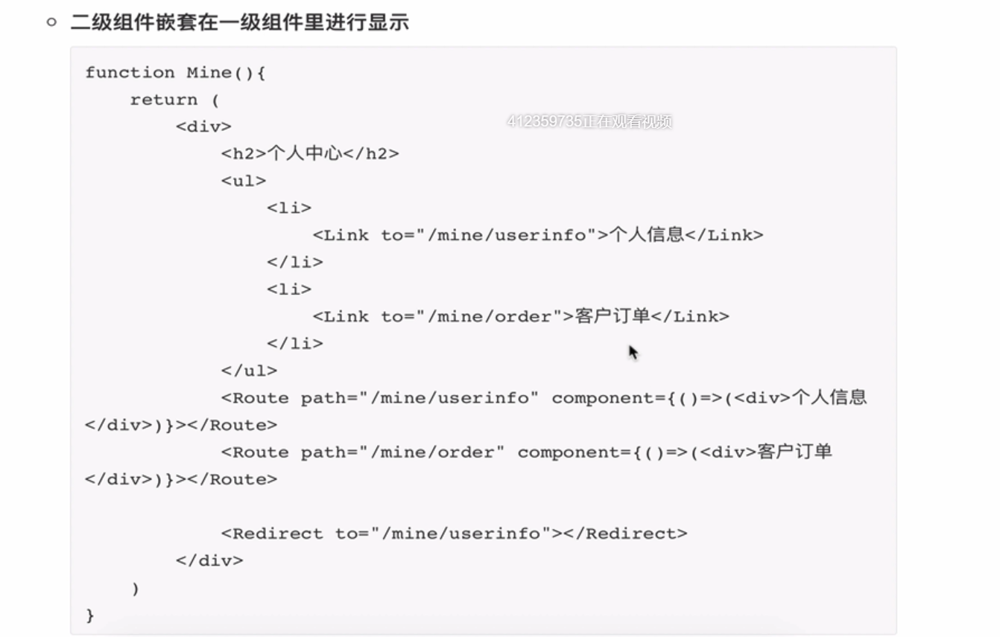 二级组件嵌套在一级组件里进行显示
function Mine(){
return (
<div>
412359735正在观看视频
<h2>个人中心</h2>
<ul>
<li>
<Link to="/mine/userinfo">个人信息</Link>
</li>
<li>
<Link to="/mine/order">客户订单</Link>
</li>
</ul>
<Route path="/mine/userinfo" component={()=>(<div>个人信息
</div>)}></Route>
<Route path="/mine/order" component={()=>(<div>客户订单
</div>)}></Route>
<Redirect to="/mine/userinfo"></Redirect>
</div>
)
}